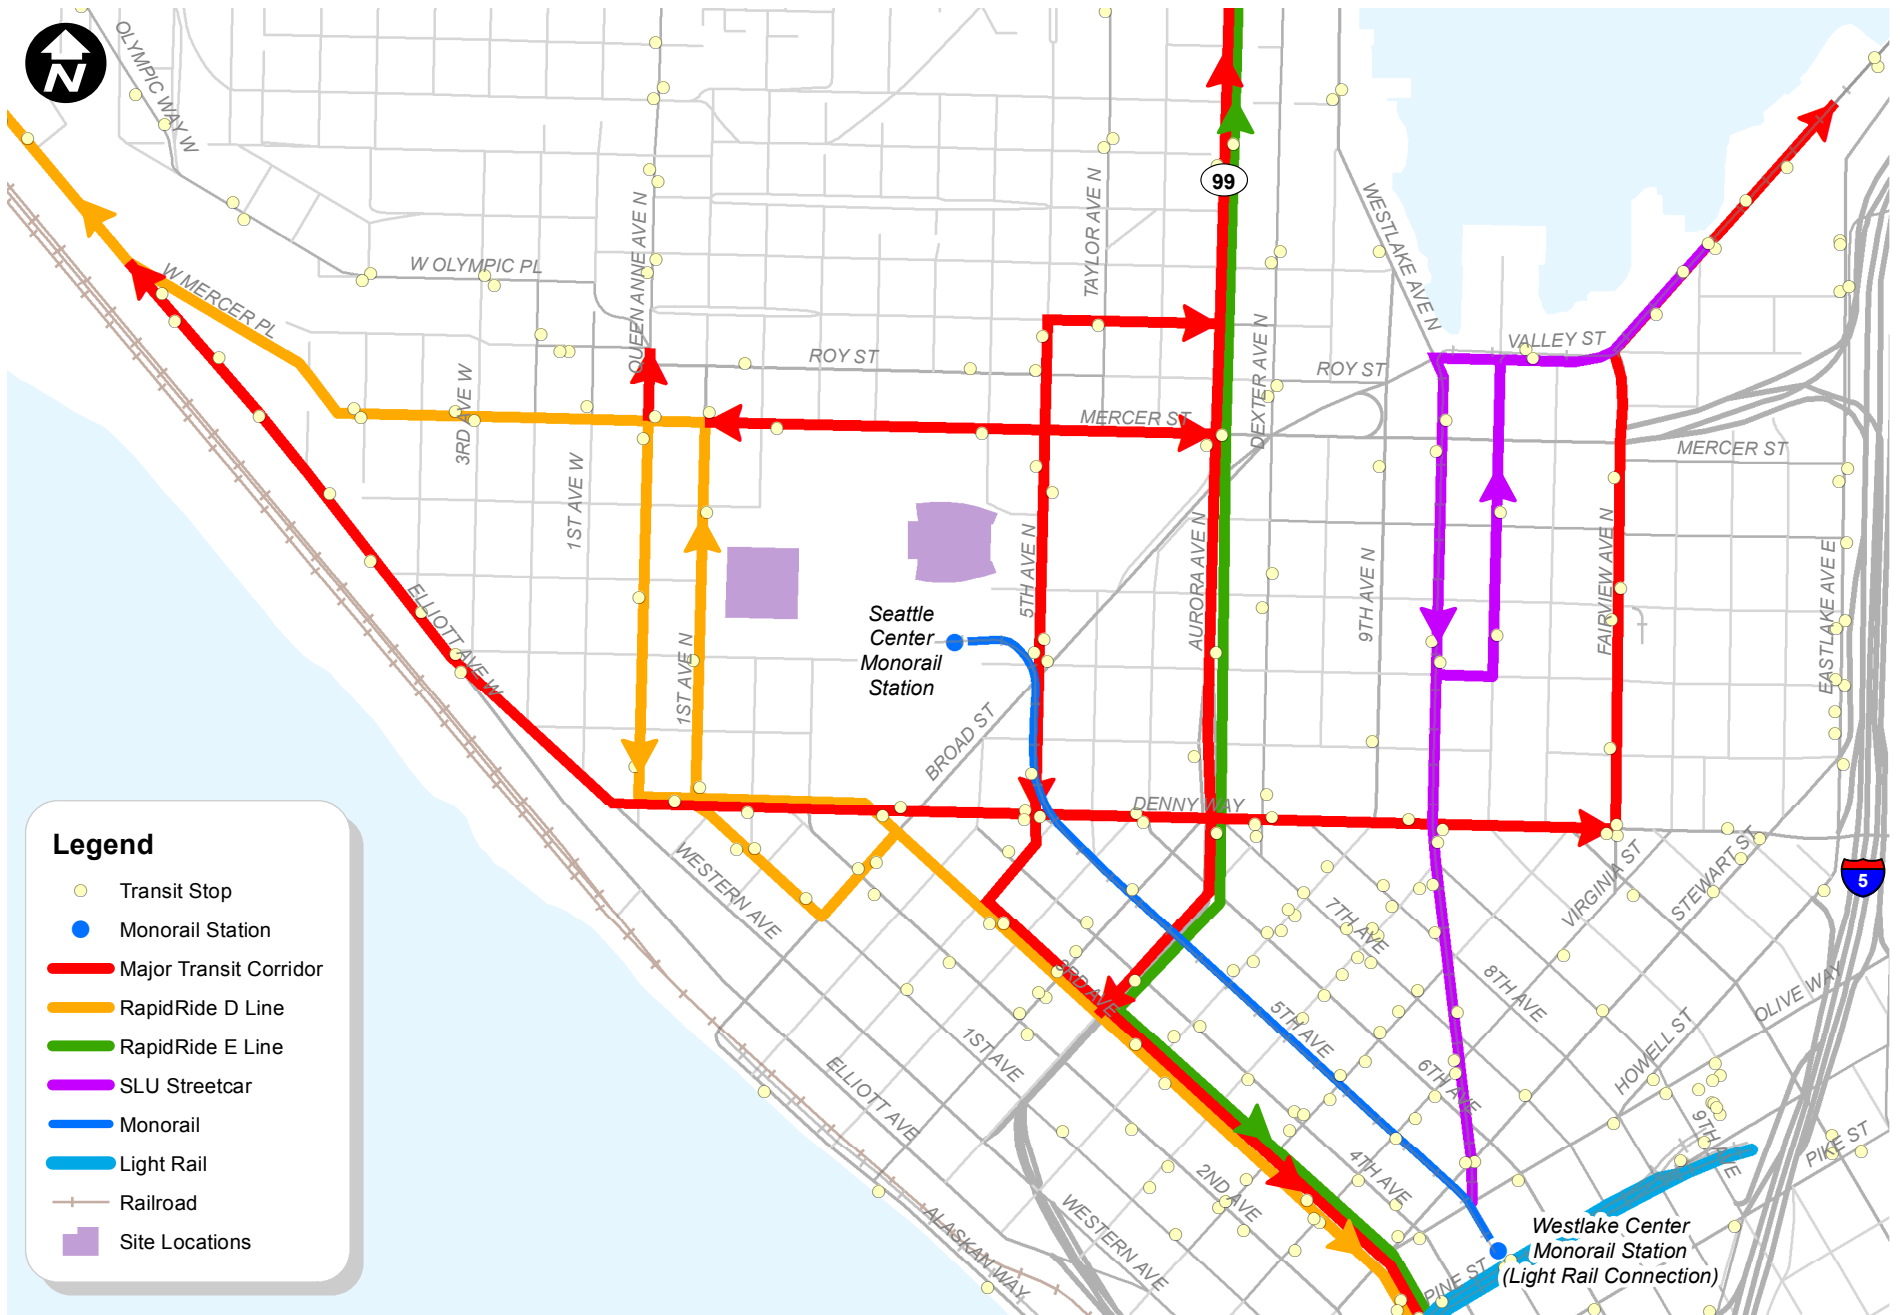 N
OLYMPIC WAY W
99
W OLYMPIC PL
QUEEN ANNE AVE N
TAYLOR AVE N
WESTLAKE AVE N
W MERCER PL
ROY ST
DEXTER AVE N
ROY ST
VALLEY ST
3RD AVE W
MERCER ST
MERCER ST
1ST AVE W
5TH AVE N
AURORA AVE N
9TH AVE N
FAIRVIEW AVE N
EASTLAKE AVE E
Seattle
Center
Monorail
Station
ELLIOTT AVE W
1ST AVE N
BROAD ST
DENNY WAY
WESTERN AVE
VIRGINIA ST
STEWART ST
5
7TH AVE
8TH AVE
3RD AVE
5TH AVE
OLIVE WAY
HOWELL ST
1ST AVE
6TH AVE
ELLIOTT AVE
9TH AVE
PIKE ST
4TH AVE
2ND AVE
WESTERN AVE
ALASKAN WAY
PINE ST
Westlake Center
Monorail Station
(Light Rail Connection)
Legend
Transit Stop
Monorail Station
Major Transit Corridor
RapidRide D Line
RapidRide E Line
SLU Streetcar
Monorail
Light Rail
Railroad
Site Locations